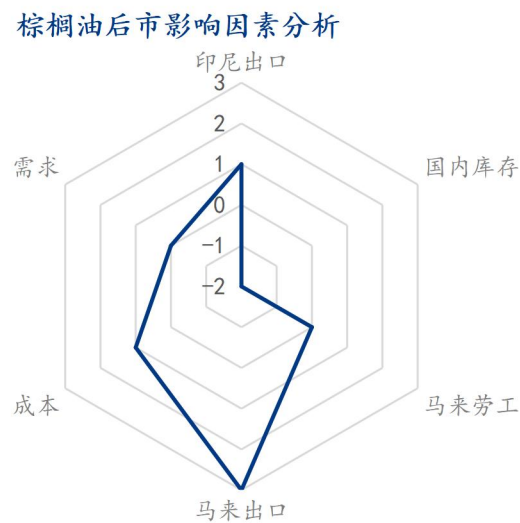 棕榈油后市影响因素分析
印尼出口
3
2
需求
国内库存
1
0
-1
-2
成本
马来劳工
马来出口